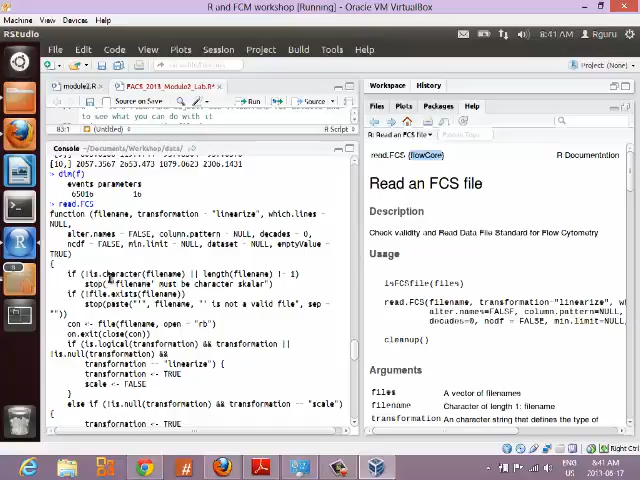 R and FCM workshop [Running] - Oracle VM VirtualBox
Machine View Devices Help
RStudio
8:41 AM
Rguru
File Edit Code View Plots Session Project Build Tools Help
Project: (None)
module2.R
FACS_2013_Module2_Lab.R*
Source on Save
Run
Source
to see what you can do with it
83:1 (Untitled)
R Script
Console ~/Documents/Workshop/data/
[10,] 2057.3567 2653.473 1879.0623 2306.1431
> dim(f)
events parameters
65016 16
> read.FCS
function (filename, transformation = "linearize", which.lines =
NULL,
alter.names = FALSE, column.pattern = NULL, decades = 0,
ncdf = FALSE, min.limit = NULL, dataset = NULL, emptyValue =
TRUE)
{
if (!is.character(filename) || length(filename) != 1)
stop("'filename' must be character skalar")
if (!file.exists(filename))
stop(paste("'", filename, "' is not a valid file", sep =
""))
con <- file(filename, open = "rb")
on.exit(close(con))
if (is.logical(transformation) && transformation ||
!is.null(transformation) &&
transformation == "linearize") {
transformation <- TRUE
scale <- FALSE
}
else if (!is.null(transformation) && transformation == "scale")
{
transformation <- TRUE
Workspace History
Files Plots Packages Help
R: Read an FCS file
Find in Topic
read.FCS {flowCore}
R Documentation
Read an FCS file
Description
Check validity and Read Data File Standard for Flow Cytometry
Usage
isFCSfile(files)
read.FCS(filename, transformation="linearize", w
alter.names=FALSE, column.pattern=NULL,
decades=0, ncdf = FALSE, min.limit=NULL,
cleanup()
Arguments
files A vector of filenames
filename Character of length 1: filename
transformation An character string that defines the type of
Right Ctrl
ENG
US
8:41 AM
2013-06-17